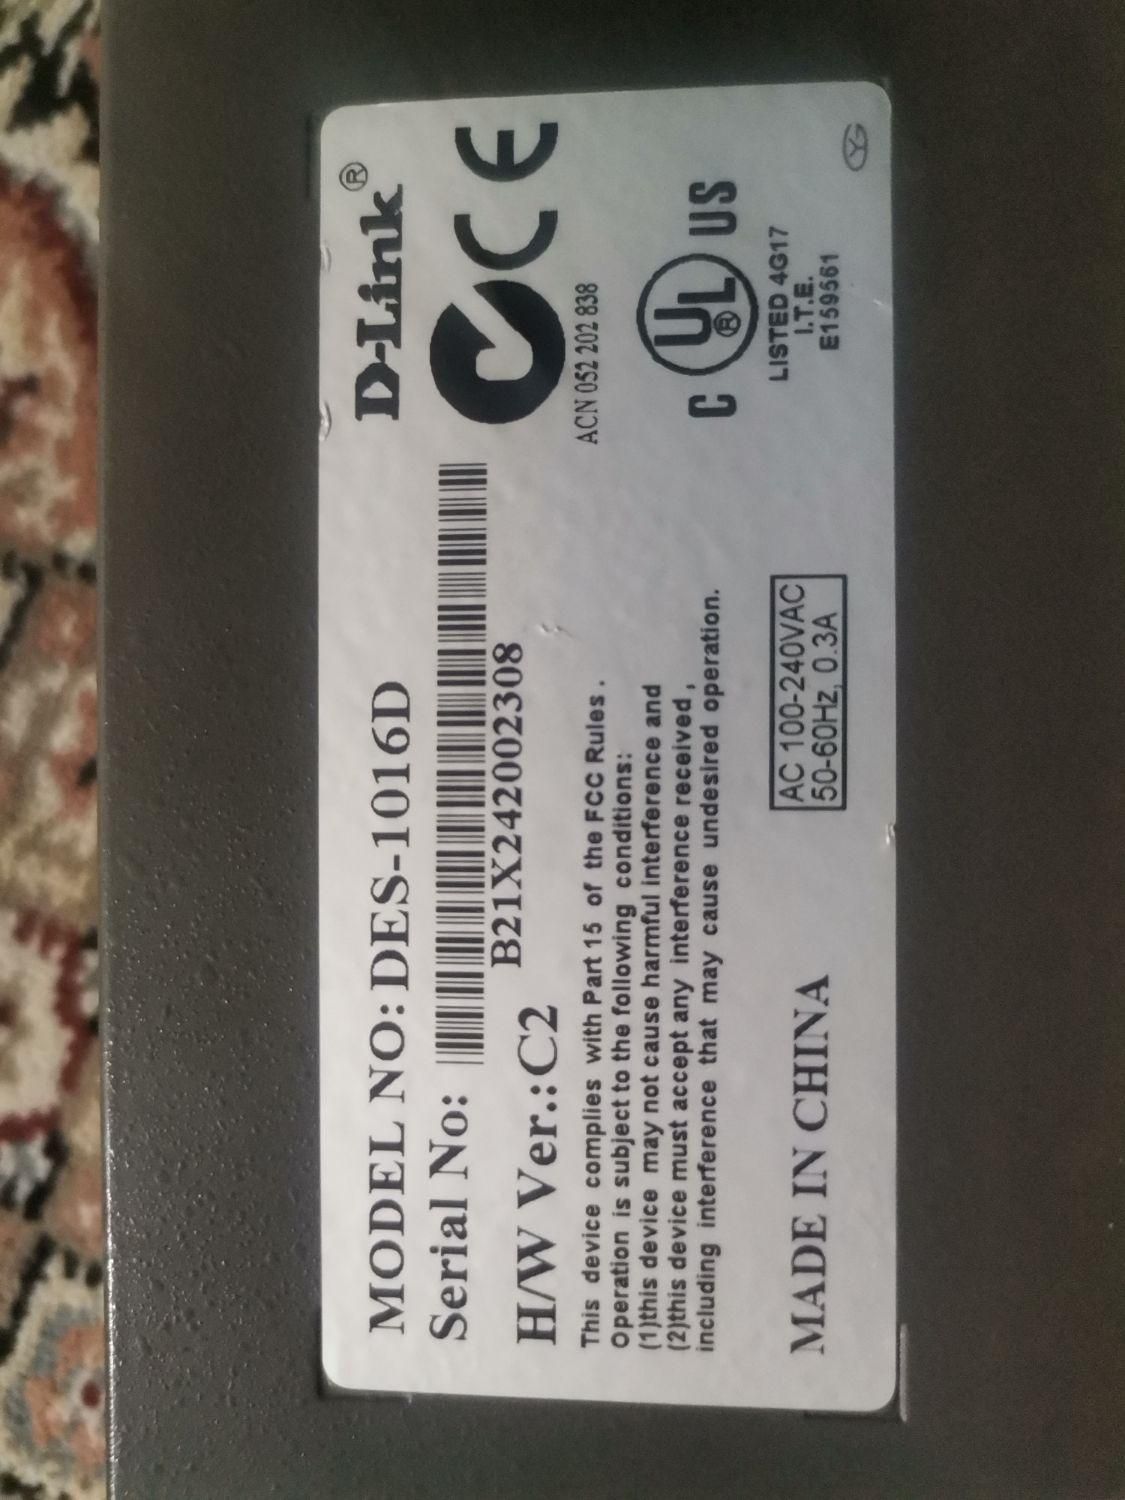 MODEL NO: DES-1016D
D-Link®
Serial No:
B21X242002308
H/W Ver.:C2
CE
ACN 052 202 838
This device complies with Part 15 of the FCC Rules.
Operation is subject to the following conditions:
(1)this device may not cause harmful interference and
(2)this device must accept any interference received,
including interference that may cause undesired operation.
C UL® US
LISTED 4G17
I.T.E.
E159561
MADE IN CHINA
AC 100-240VAC
50-60Hz, 0.3A
YG